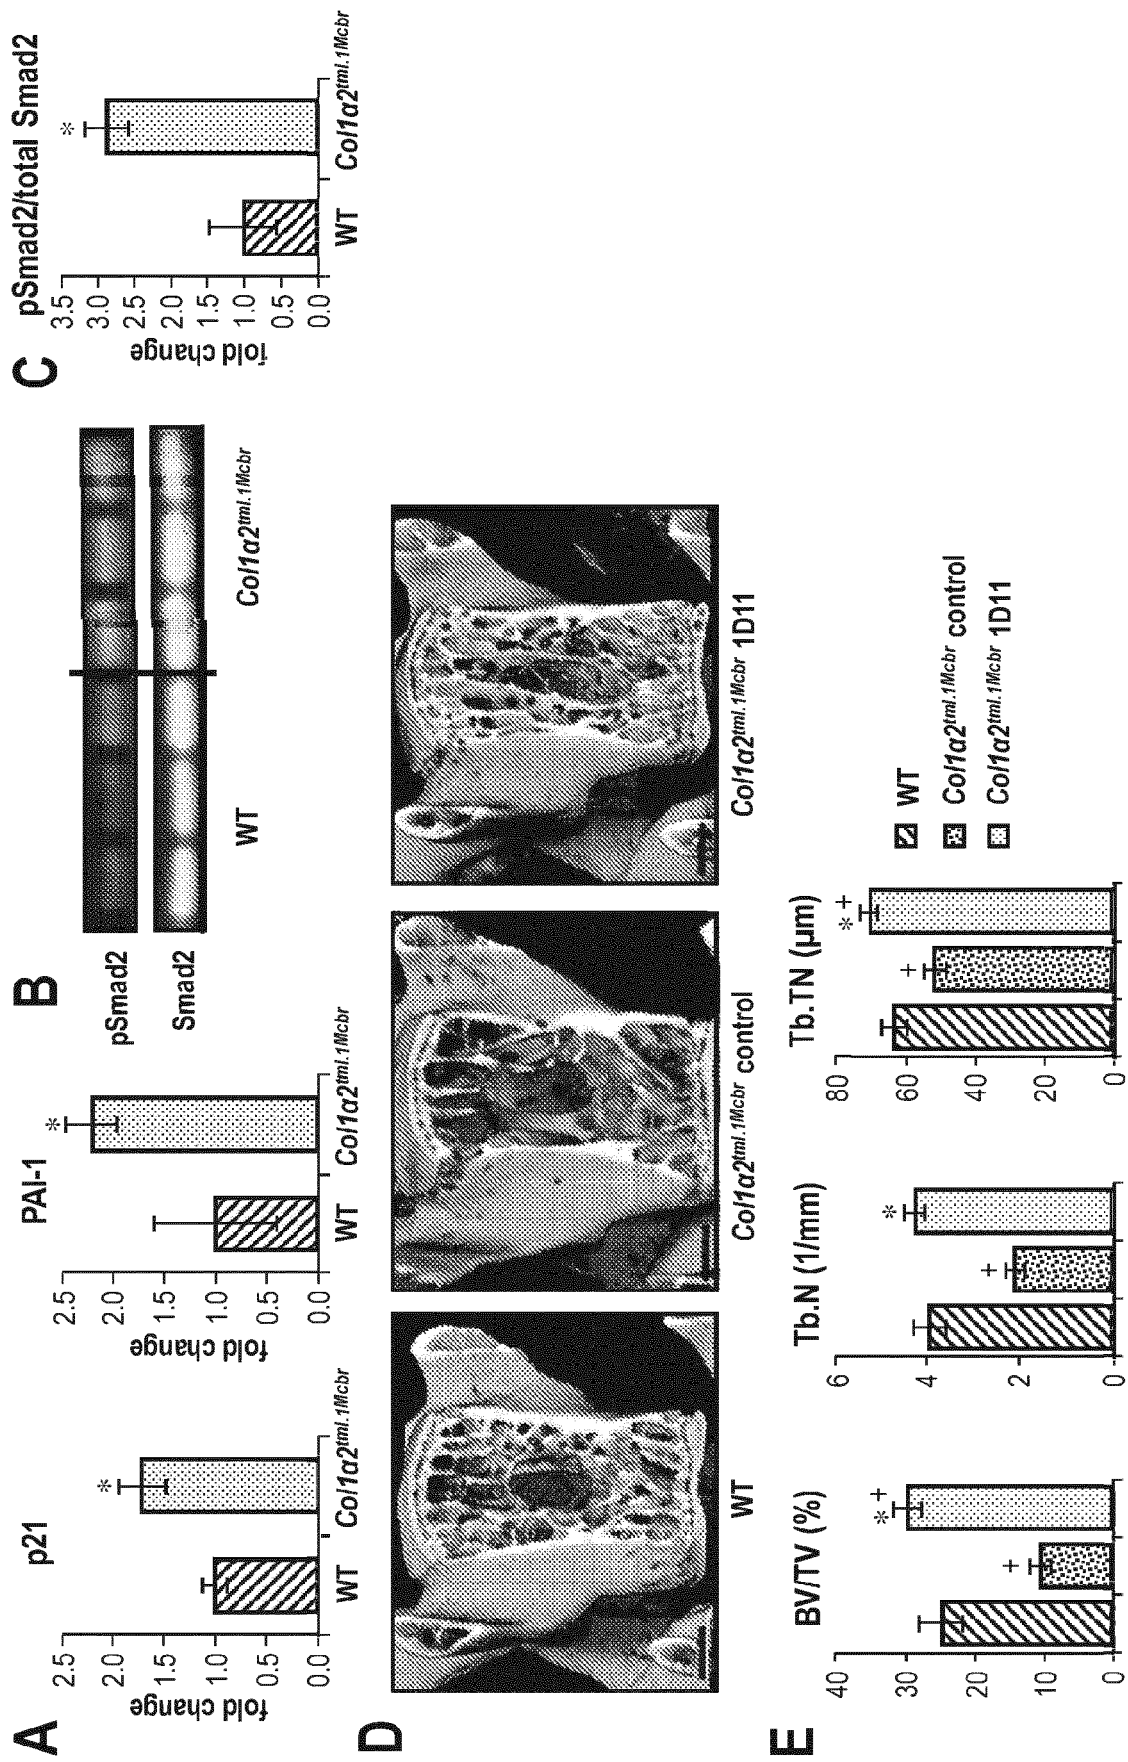 A
p21
fold change
2.5
2.0
1.5
1.0
0.5
0.0
WT
Col1α2tml.1Mcbr
PAI-1
fold change
2.5
2.0
1.5
1.0
0.5
0.0
*
*
WT
Col1α2tml.1Mcbr
B
pSmad2
Smad2
WT
Col1α2tml.1Mcbr
C
pSmad2/total Smad2
fold change
3.5
3.0
2.5
2.0
1.5
1.0
0.5
0.0
*
WT
Col1α2tml.1Mcbr
D
WT
Col1α2tml.1Mcbr control
Col1α2tml.1Mcbr 1D11
E
BV/TV (%)
40
30
20
10
0
+
*+
Tb.N (1/mm)
6
4
2
0
+
*
Tb.TN (µm)
80
60
40
20
0
+
*+
WT
Col1α2tml.1Mcbr control
Col1α2tml.1Mcbr 1D11